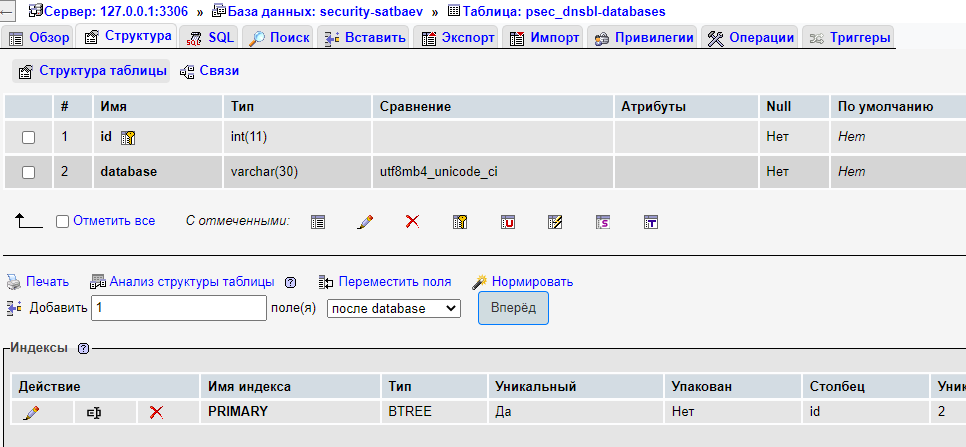 Сервер: 127.0.0.1:3306 » База данных: security-satbaev » Таблица: psec_dnsbl-databases
Обзор Структура SQL Поиск Вставить Экспорт Импорт Привилегии Операции Триггеры
Структура таблицы Связи
# Имя Тип Сравнение Атрибуты Null По умолчанию
1 id int(11) Нет Нет
2 database varchar(30) utf8mb4_unicode_ci Нет Нет
Отметить все С отмеченными:
Печать Анализ структуры таблицы Переместить поля Нормировать
Добавить 1 поле(я) после database Вперёд
Индексы
Действие Имя индекса Тип Уникальный Упакован Столбец Уник
PRIMARY BTREE Да Нет id 2